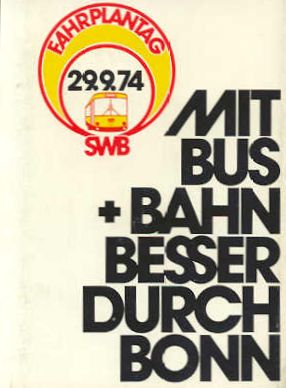 FAHRPLANTAG
29.9.74
SWB
MIT
BUS
+ BAHN
BESSER
DURCH
BONN